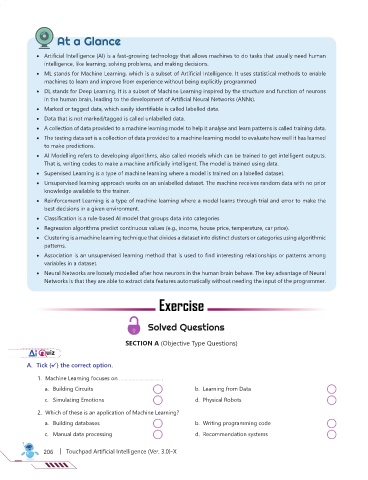 At a Glance
• Artificial Intelligence (AI) is a fast-growing technology that allows machines to do tasks that usually need human
intelligence, like learning, solving problems, and making decisions.
• ML stands for Machine Learning, which is a subset of Artificial Intelligence. It uses statistical methods to enable
machines to learn and improve from experience without being explicitly programmed
• DL stands for Deep Learning. It is a subset of Machine Learning inspired by the structure and function of neurons
in the human brain, leading to the development of Artificial Neural Networks (ANNs).
• Marked or tagged data, which easily identifiable is called labelled data.
• Data that is not marked/tagged is called unlabelled data.
• A collection of data provided to a machine learning model to help it analyse and learn patterns is called training data.
• The testing data set is a collection of data provided to a machine learning model to evaluate how well it has learned
to make predictions.
• AI Modelling refers to developing algorithms, also called models which can be trained to get intelligent outputs.
That is, writing codes to make a machine artificially intelligent. The model is trained using data.
• Supervised Learning is a type of machine learning where a model is trained on a labelled dataset.
• Unsupervised learning approach works on an unlabelled dataset. The machine receives random data with no prior
knowledge available to the trainer.
• Reinforcement Learning is a type of machine learning where a model learns through trial and error to make the
best decisions in a given environment.
• Classification is a rule-based AI model that groups data into categories
• Regression algorithms predict continuous values (e.g., income, house price, temperature, car price).
• Clustering is a machine learning technique that divides a dataset into distinct clusters or categories using algorithmic
patterns.
• Association is an unsupervised learning method that is used to find interesting relationships or patterns among
variables in a dataset.
• Neural Networks are loosely modelled after how neurons in the human brain behave. The key advantage of Neural
Networks is that they are able to extract data features automatically without needing the input of the programmer.
Exercise
Solved Questions
SECTION A (Objective Type Questions)
AI Quiz
A. Tick (✓) the correct option.
1. Machine Learning focuses on ......................
a. Building Circuits b. Learning from Data
c. Simulating Emotions d. Physical Robots
2. Which of these is an application of Machine Learning?
a. Building databases b. Writing programming code
c. Manual data processing d. Recommendation systems
206 | Touchpad Artificial Intelligence (Ver. 3.0)-X